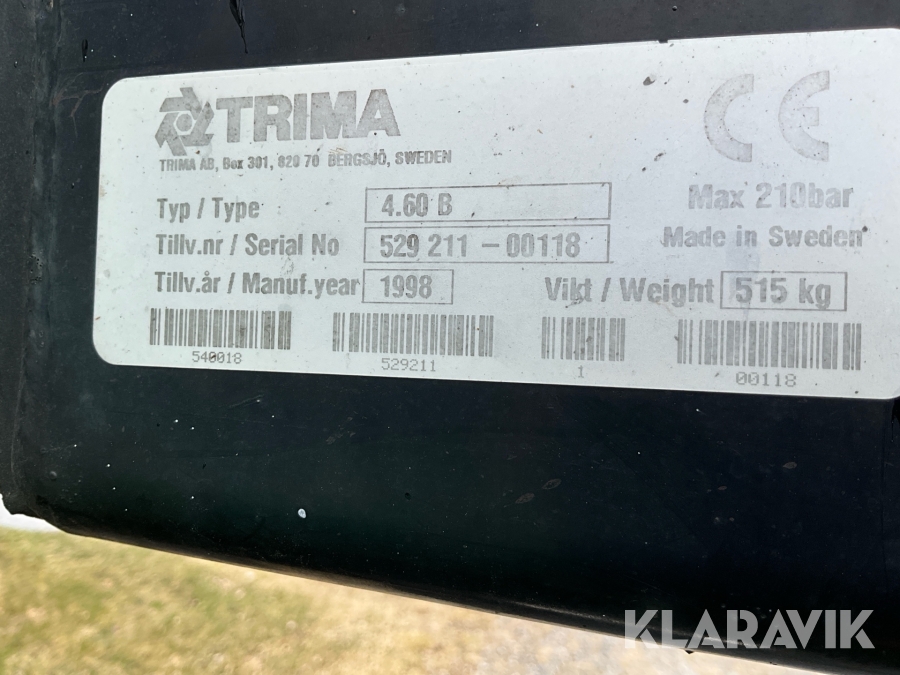 TRIMA
CE
TRIMA AB, Box 301, 820 70 BERGSJÖ, SWEDEN
Typ / Type 4.60 B Max 210bar
Tillv.nr / Serial No 529 211-00118 Made in Sweden
Tillv.år / Manuf.year 1998 Vikt / Weight 515 kg
540018 529211 1 00118
KLARAVIK